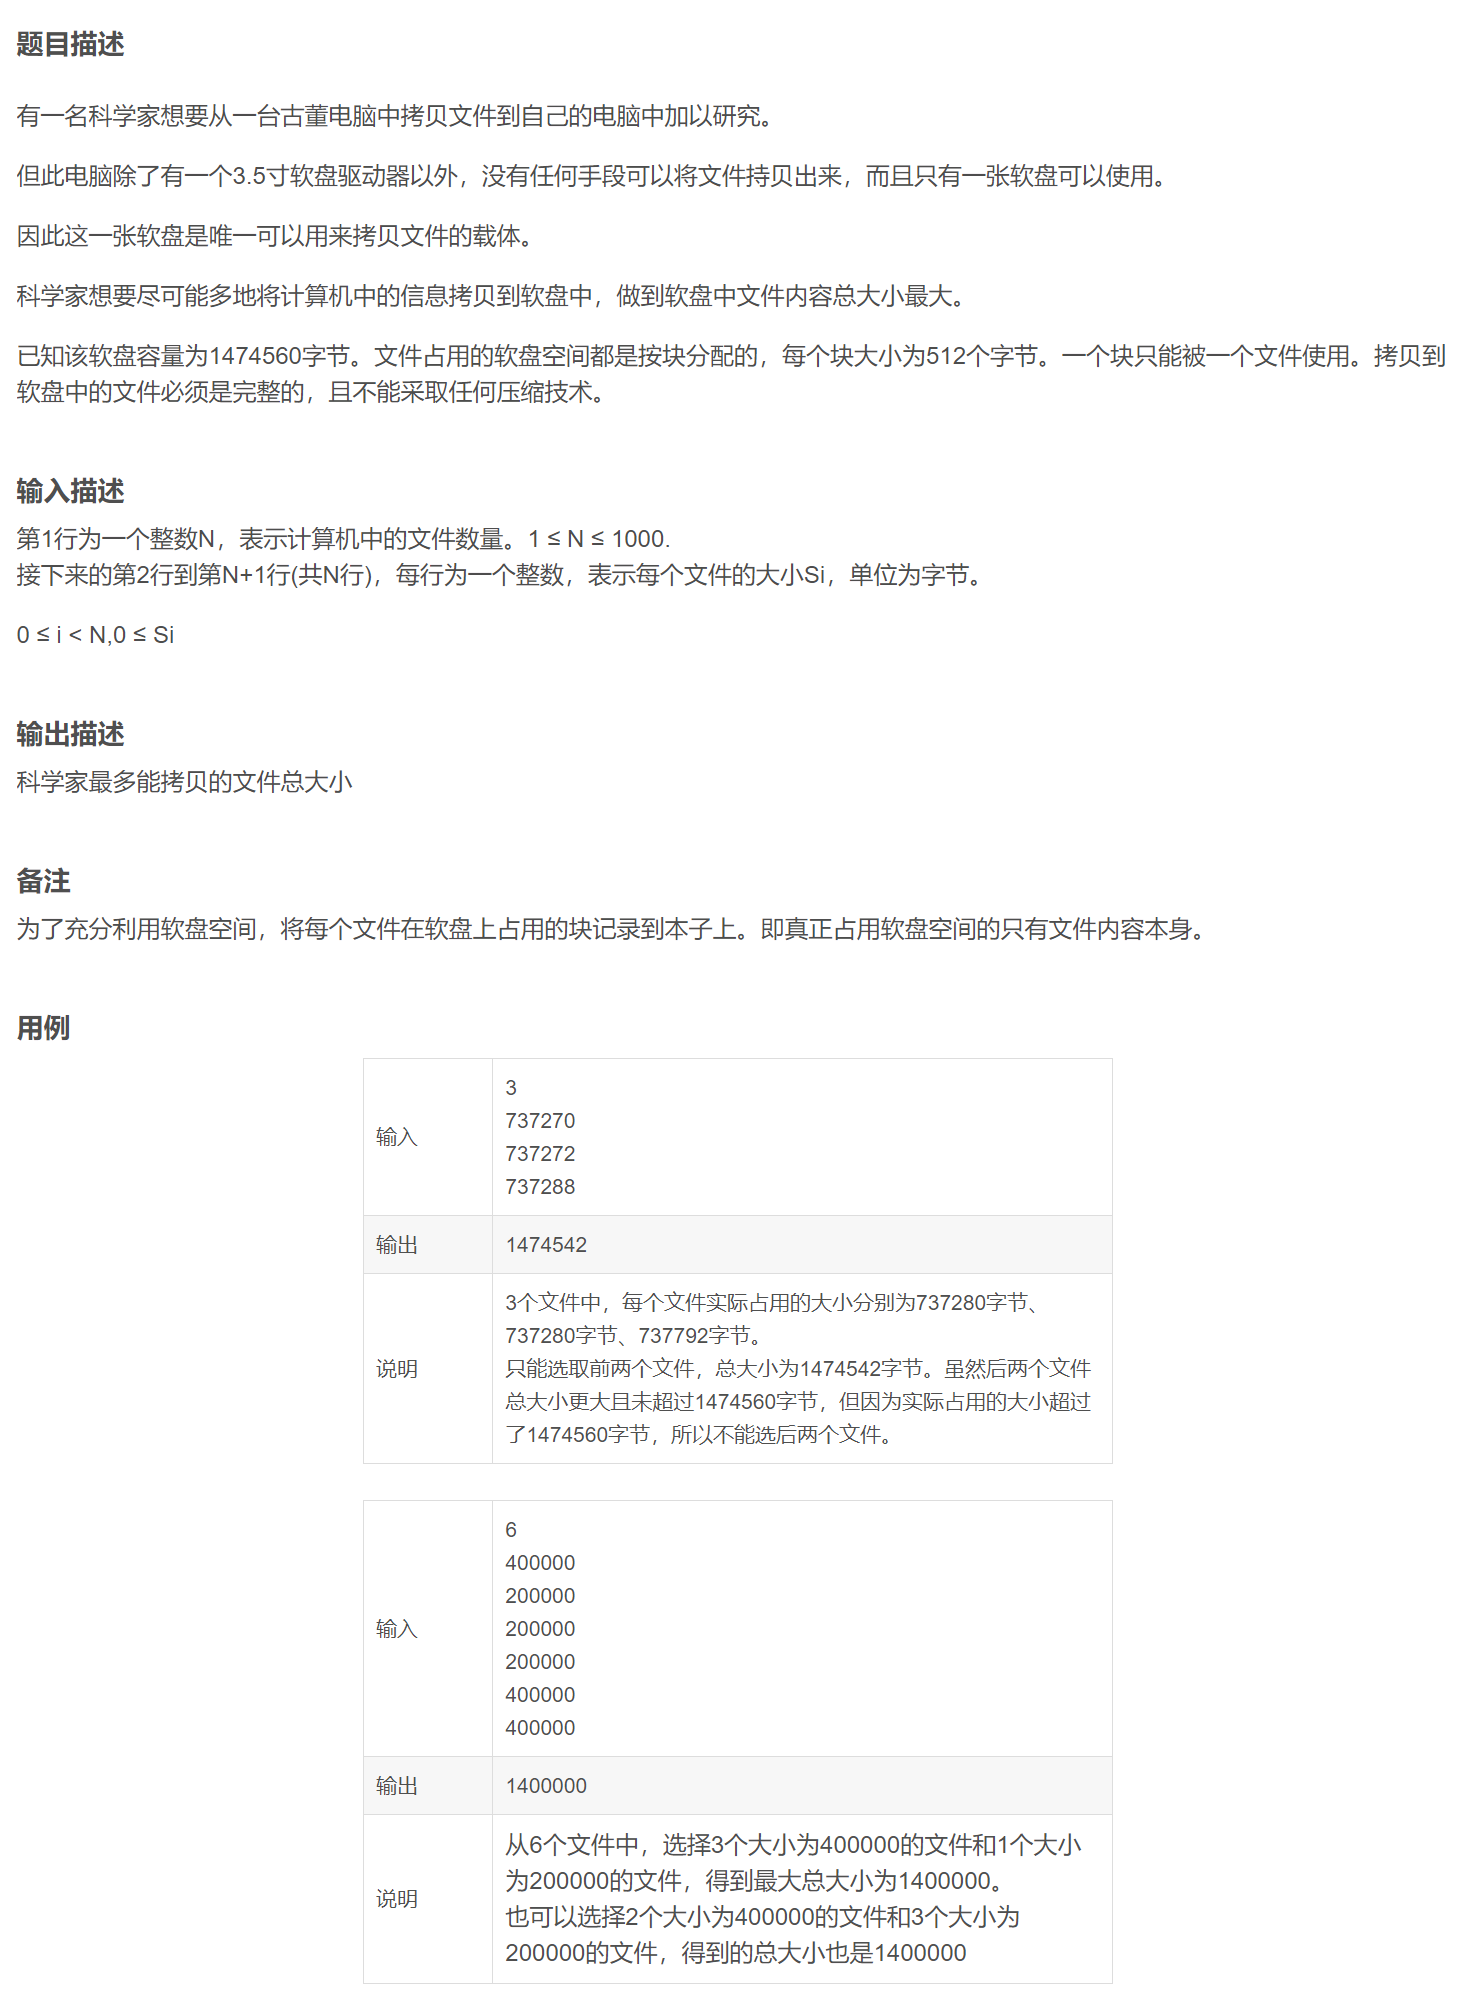 题目描述
有一名科学家想要从一台古董电脑中拷贝文件到自己的电脑中加以研究。
但此电脑除了有一个3.5寸软盘驱动器以外，没有任何手段可以将文件持贝出来，而且只有一张软盘可以使用。
因此这一张软盘是唯一可以用来拷贝文件的载体。
科学家想要尽可能多地将计算机中的信息拷贝到软盘中，做到软盘中文件内容总大小最大。
已知该软盘容量为1474560字节。文件占用的软盘空间都是按块分配的，每个块大小为512个字节。一个块只能被一个文件使用。拷贝到
软盘中的文件必须是完整的，且不能采取任何压缩技术。
输入描述
第1行为一个整数N，表示计算机中的文件数量。1 ≤ N ≤ 1000.
接下来的第2行到第N+1行(共N行)，每行为一个整数，表示每个文件的大小Si，单位为字节。
0 ≤ i < N,0 ≤ Si
输出描述
科学家最多能拷贝的文件总大小
备注
为了充分利用软盘空间，将每个文件在软盘上占用的块记录到本子上。即真正占用软盘空间的只有文件内容本身。
用例
输入
3
737270
737272
737288
输出
1474542
说明
3个文件中，每个文件实际占用的大小分别为737280字节、
737280字节、737792字节。
只能选取前两个文件，总大小为1474542字节。虽然后两个文件
总大小更大且未超过1474560字节，但因为实际占用的大小超过
了1474560字节，所以不能选后两个文件。
输入
6
400000
200000
200000
200000
400000
400000
输出
1400000
说明
从6个文件中，选择3个大小为400000的文件和1个大小
为200000的文件，得到最大总大小为1400000。
也可以选择2个大小为400000的文件和3个大小为
200000的文件，得到的总大小也是1400000